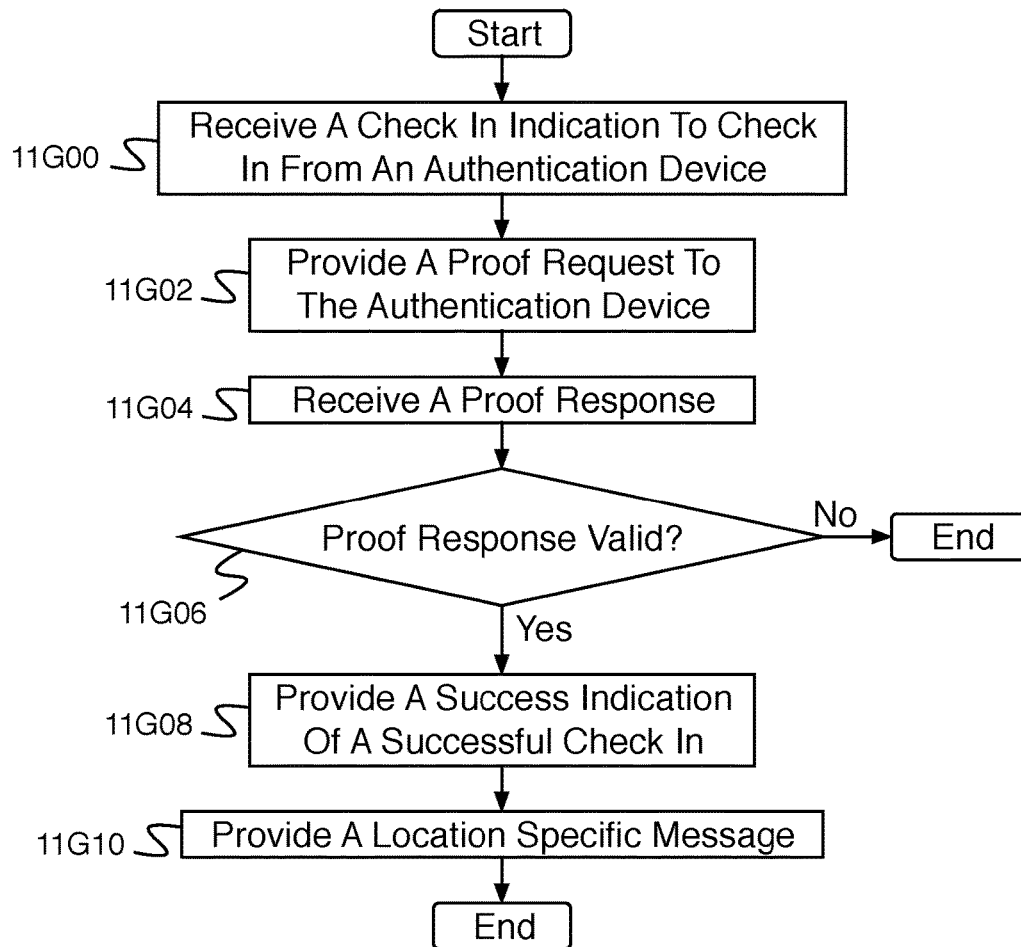 Start
11G00
Receive A Check In Indication To Check
In From An Authentication Device
11G02
Provide A Proof Request To
The Authentication Device
11G04
Receive A Proof Response
Proof Response Valid?
No
End
11G06
Yes
11G08
Provide A Success Indication
Of A Successful Check In
11G10
Provide A Location Specific Message
End